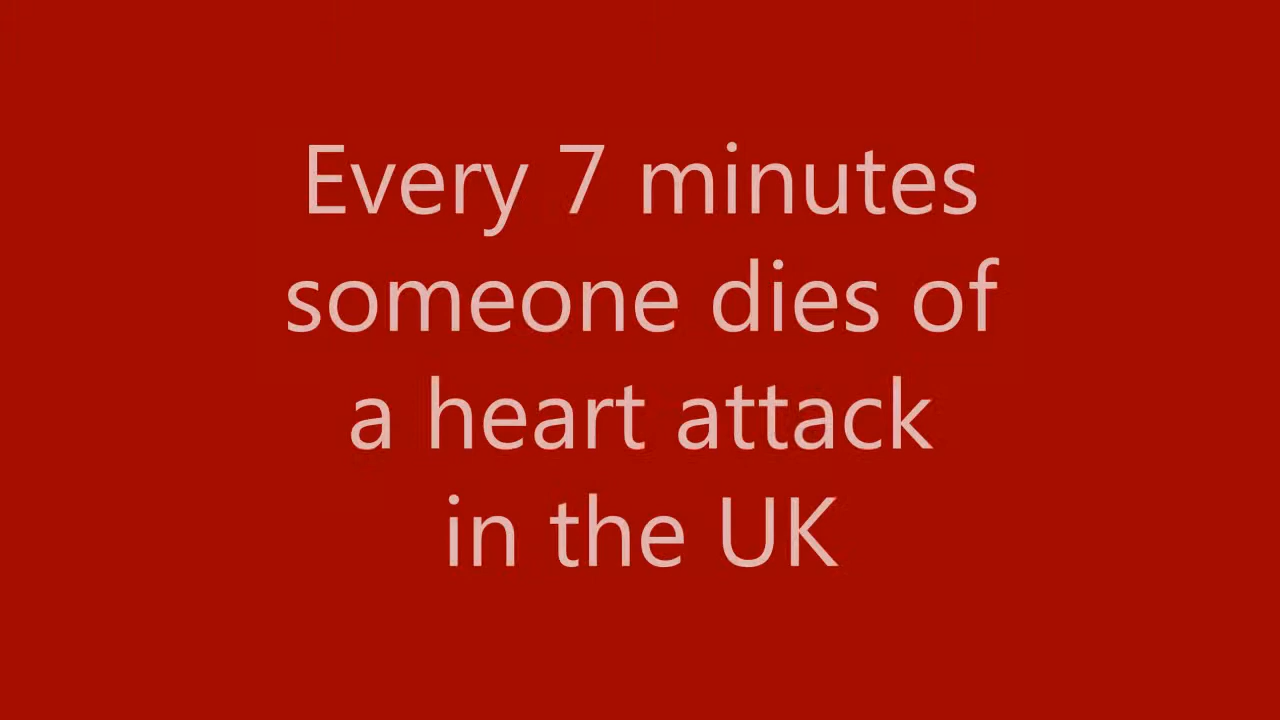 Every 7 minutes
someone dies of
a heart attack
in the UK